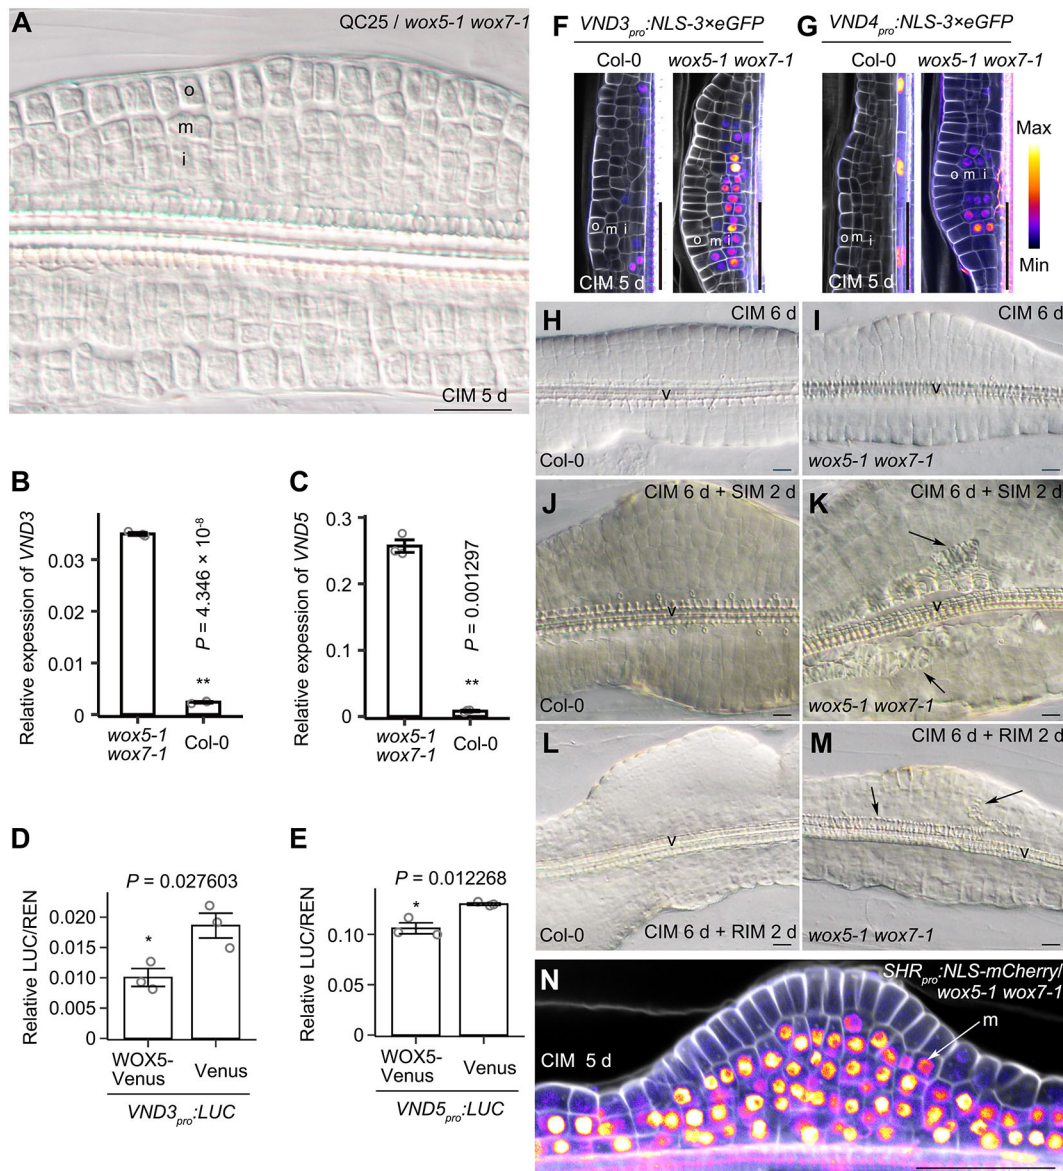 A
QC25 / wox5-1 wox7-1
o
m
i
CIM 5 d
B
Relative expession of VND3
0.03
0.02
0.01
0
P = 4.346 × 10-8
**
wox5-1
wox7-1
Col-0
C
Relative expession of VND5
0.3
0.2
0.1
0
P = 0.001297
**
wox5-1
wox7-1
Col-0
D
P = 0.027603
Relative LUC/REN
0.020
0.015
0.010
0.005
0
*
WOX5-
Venus
Venus
VND3pro:LUC
E
P = 0.012268
Relative LUC/REN
0.10
0.05
0
*
WOX5-
Venus
Venus
VND5pro:LUC
F
VND3pro:NLS-3×eGFP
Col-0
wox5-1 wox7-1
o m i
CIM 5 d
o m i
G
VND4pro:NLS-3×eGFP
Col-0
wox5-1 wox7-1
o m i
CIM 5 d
o m i
Max
Min
H
CIM 6 d
v
Col-0
I
CIM 6 d
v
wox5-1 wox7-1
J
CIM 6 d + SIM 2 d
v
Col-0
K
CIM 6 d + SIM 2 d
v
wox5-1 wox7-1
L
v
Col-0
CIM 6 d + RIM 2 d
M
CIM 6 d + RIM 2 d
v
wox5-1 wox7-1
N
SHRpro:NLS-mCherry/
wox5-1 wox7-1
m
CIM 5 d